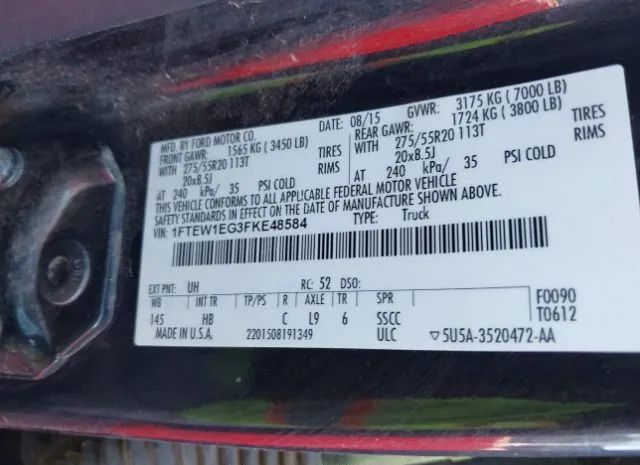 MFD. BY FORD MOTOR CO.
DATE: 08/15 GVWR: 3175 KG ( 7000 LB)
FRONT GAWR: 1565 KG ( 3450 LB)
REAR GAWR: 1724 KG ( 3800 LB)
WITH 275/55R20 113T TIRES
WITH 275/55R20 113T TIRES
20x8.5J RIMS
20x8.5J RIMS
AT 240 kPa/ 35 PSI COLD
AT 240 kPa/ 35 PSI COLD
THIS VEHICLE CONFORMS TO ALL APPLICABLE FEDERAL MOTOR VEHICLE
SAFETY STANDARDS IN EFFECT ON THE DATE OF MANUFACTURE SHOWN ABOVE.
VIN: 1FTEW1EG3FKE48584 TYPE: Truck
EXT PNT: UH RC: 52 DSO:
WB INT TR TP/PS R AXLE TR SPR
145 HB C L9 6 SSCC
F0090
T0612
MADE IN U.S.A. 2201508191349 ULC ▽5U5A-3520472-AA